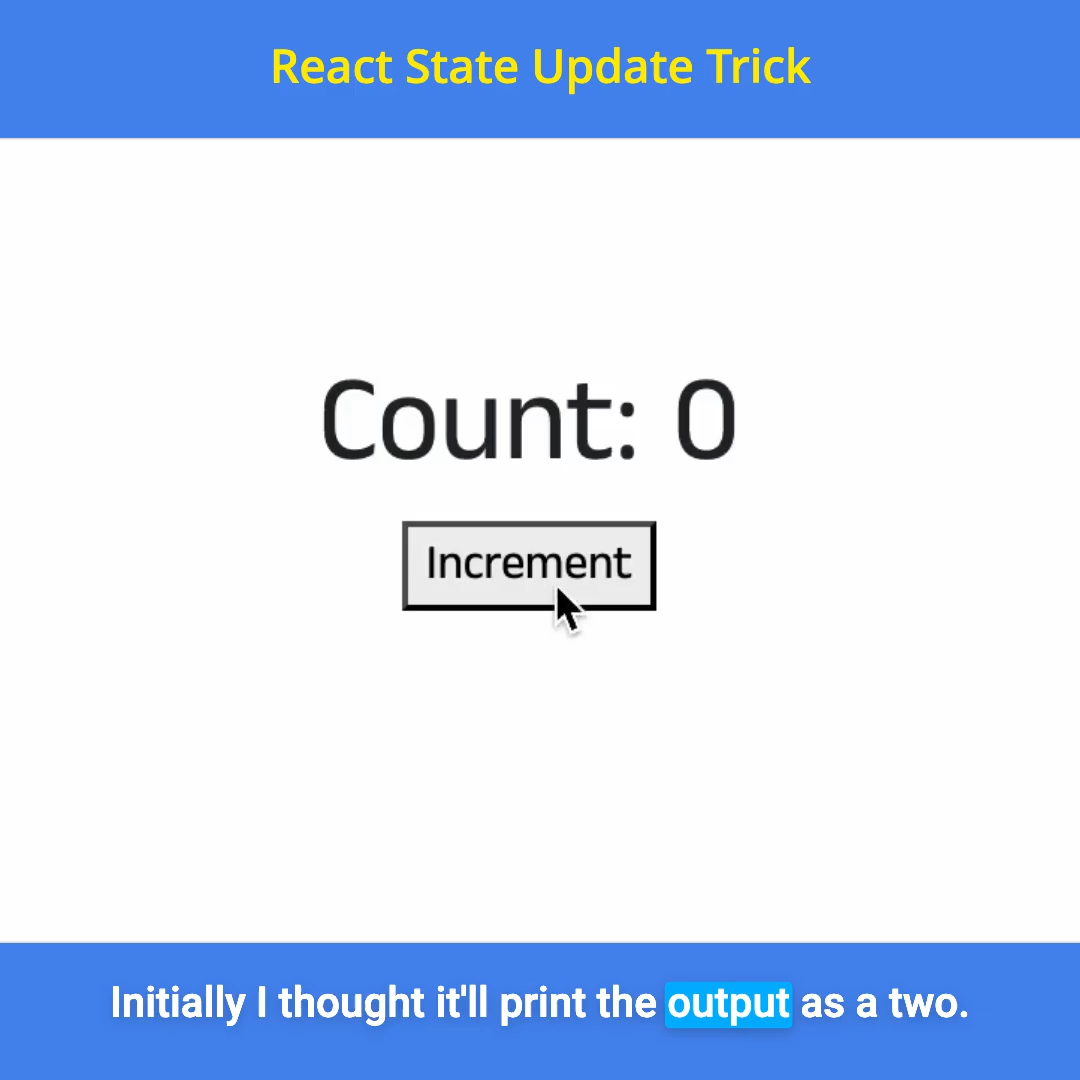 React State Update Trick
Count: 0
Increment
Initially I thought it'll print the output as a two.